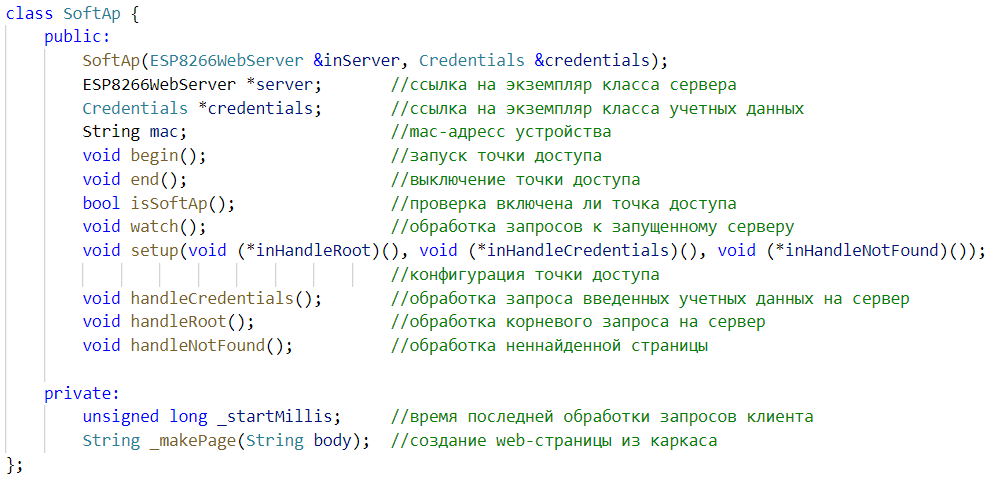 class SoftAp {
public:
SoftAp(ESP8266WebServer &inServer, Credentials &credentials);
ESP8266WebServer *server; //ссылка на экземпляр класса сервера
Credentials *credentials; //ссылка на экземпляр класса учетных данных
String mac; //mac-адресс устройства
void begin(); //запуск точки доступа
void end(); //выключение точки доступа
bool isSoftAp(); //проверка включена ли точка доступа
void watch(); //обработка запросов к запущенному серверу
void setup(void (*inHandleRoot)(), void (*inHandleCredentials)(), void (*inHandleNotFound)());
//конфигурация точки доступа
void handleCredentials(); //обработка запроса введенных учетных данных на сервер
void handleRoot(); //обработка корневого запроса на сервер
void handleNotFound(); //обработка неннайденной страницы
private:
unsigned long _startMillis; //время последней обработки запросов клиента
String _makePage(String body); //создание web-страницы из каркаса
};